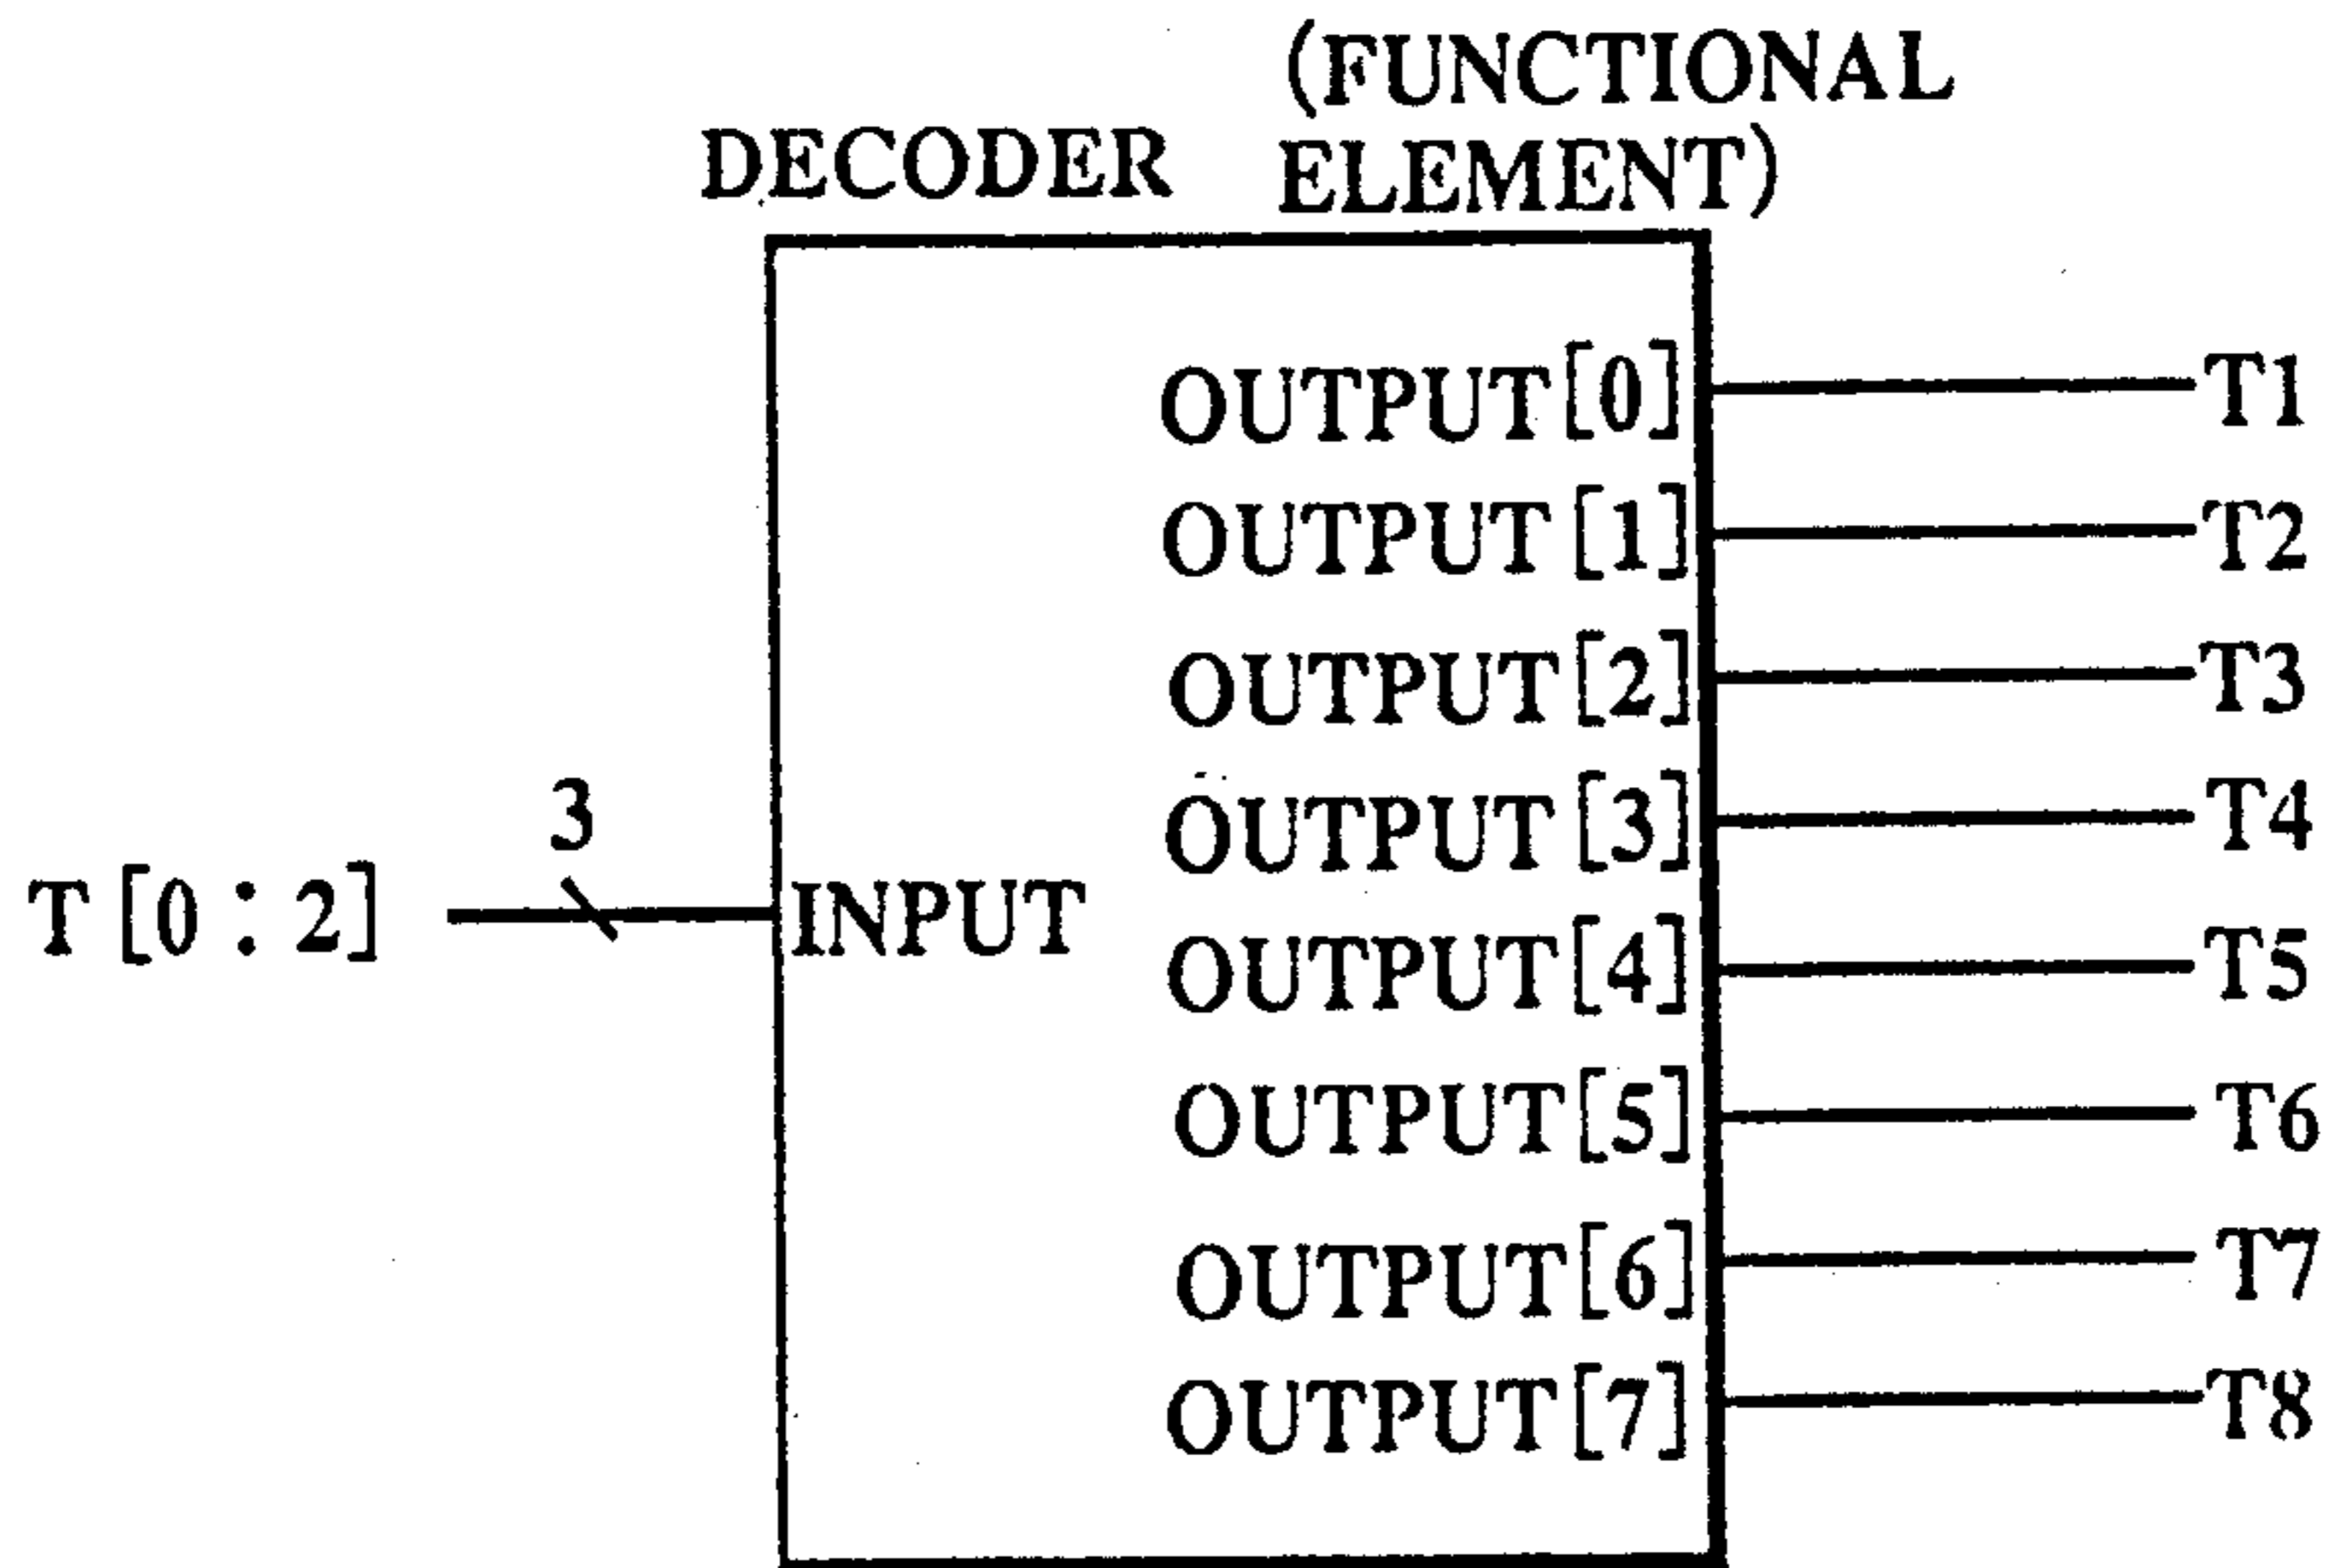 (FUNCTIONAL
DECODER ELEMENT)
OUTPUT[0] T1
OUTPUT[1] T2
OUTPUT[2] T3
3
OUTPUT[3] T4
T[0:2] INPUT
OUTPUT[4] T5
OUTPUT[5] T6
OUTPUT[6] T7
OUTPUT[7] T8